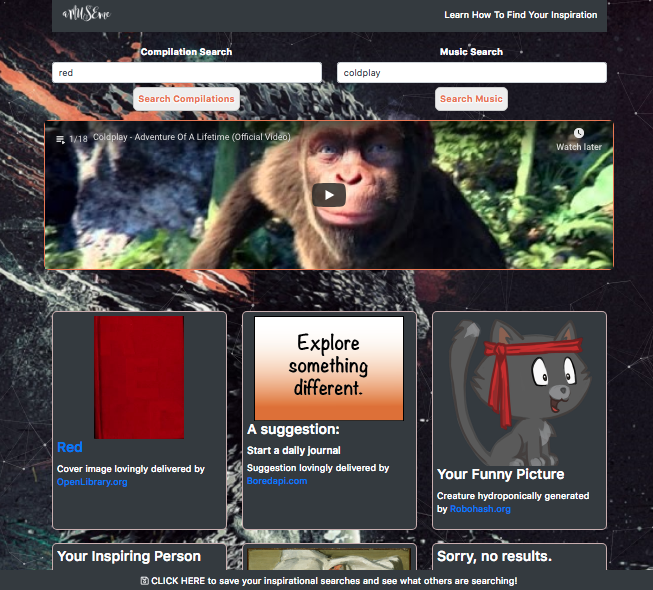 aMUSEme
Learn How To Find Your Inspiration
Compilation Search
Music Search
red
coldplay
Search Compilations
Search Music
1/18 Coldplay - Adventure Of A Lifetime (Official Video)
Watch later
Explore
something
different.
Red
Cover image lovingly delivered by
OpenLibrary.org
A suggestion:
Start a daily journal
Suggestion lovingly delivered by
Boredapi.com
Your Funny Picture
Creature hydroponically generated
by Robohash.org
Your Inspiring Person
Sorry, no results.
CLICK HERE to save your inspirational searches and see what others are searching!